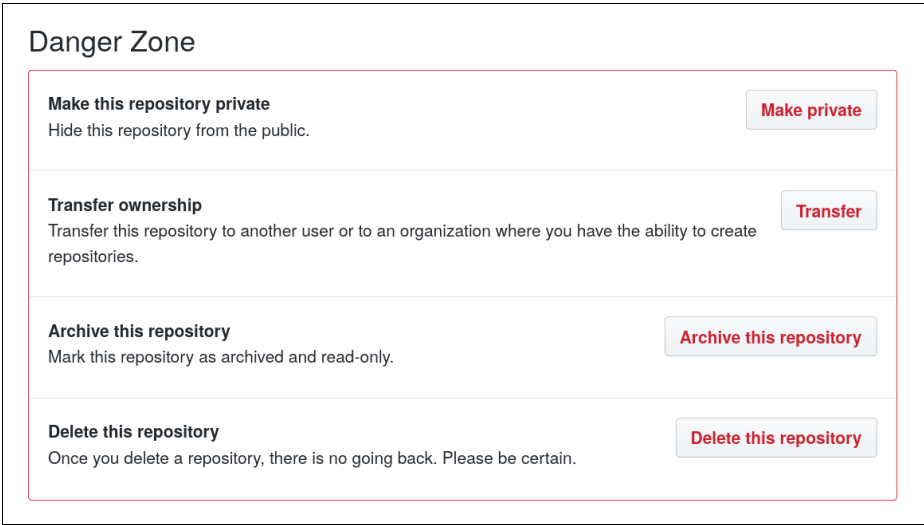 Danger Zone
Make this repository private
Hide this repository from the public.
Make private
Transfer ownership
Transfer this repository to another user or to an organization where you have the ability to create
repositories.
Transfer
Archive this repository
Mark this repository as archived and read-only.
Archive this repository
Delete this repository
Once you delete a repository, there is no going back. Please be certain.
Delete this repository